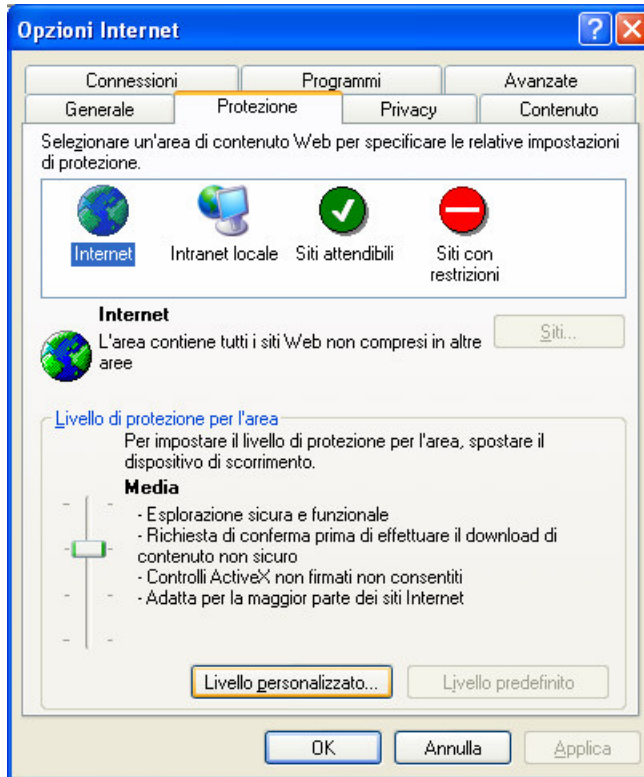 Opzioni Internet
Connessioni
Programmi
Avanzate
Generale
Protezione
Privacy
Contenuto
Selezionare un'area di contenuto Web per specificare le relative impostazioni
di protezione.
Internet
Intranet locale
Siti attendibili
Siti con
restrizioni
Internet
L'area contiene tutti i siti Web non compresi in altre
aree
Siti...
Livello di protezione per l'area
Per impostare il livello di protezione per l'area, spostare il
dispositivo di scorrimento.
Media
- Esplorazione sicura e funzionale
- Richiesta di conferma prima di effettuare il download di
contenuto non sicuro
- Controlli ActiveX non firmati non consentiti
- Adatta per la maggior parte dei siti Internet
Livello personalizzato...
Livello predefinito
OK
Annulla
Applica